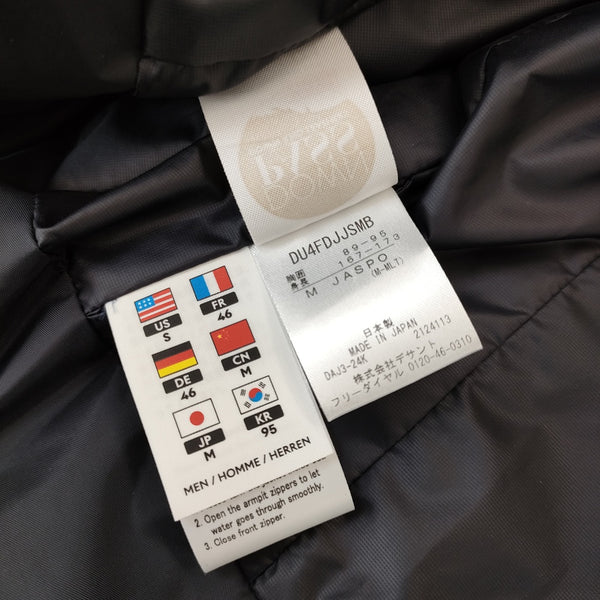 PASS
DOWN
DU4FDJJSMB
胸囲 89-95
身長 167-173
M JASPO
(M-MLT)
日本製
MADE IN JAPAN
DAJ3-24K 2124113
株式会社デサント
フリーダイヤル 0120-46-0310
US
S
FR
46
DE
46
CN
M
JP
M
KR
95
MEN / HOMME / HERREN
2. Open the armpit zippers to let
water goes through smoothly.
3. Close front zipper.